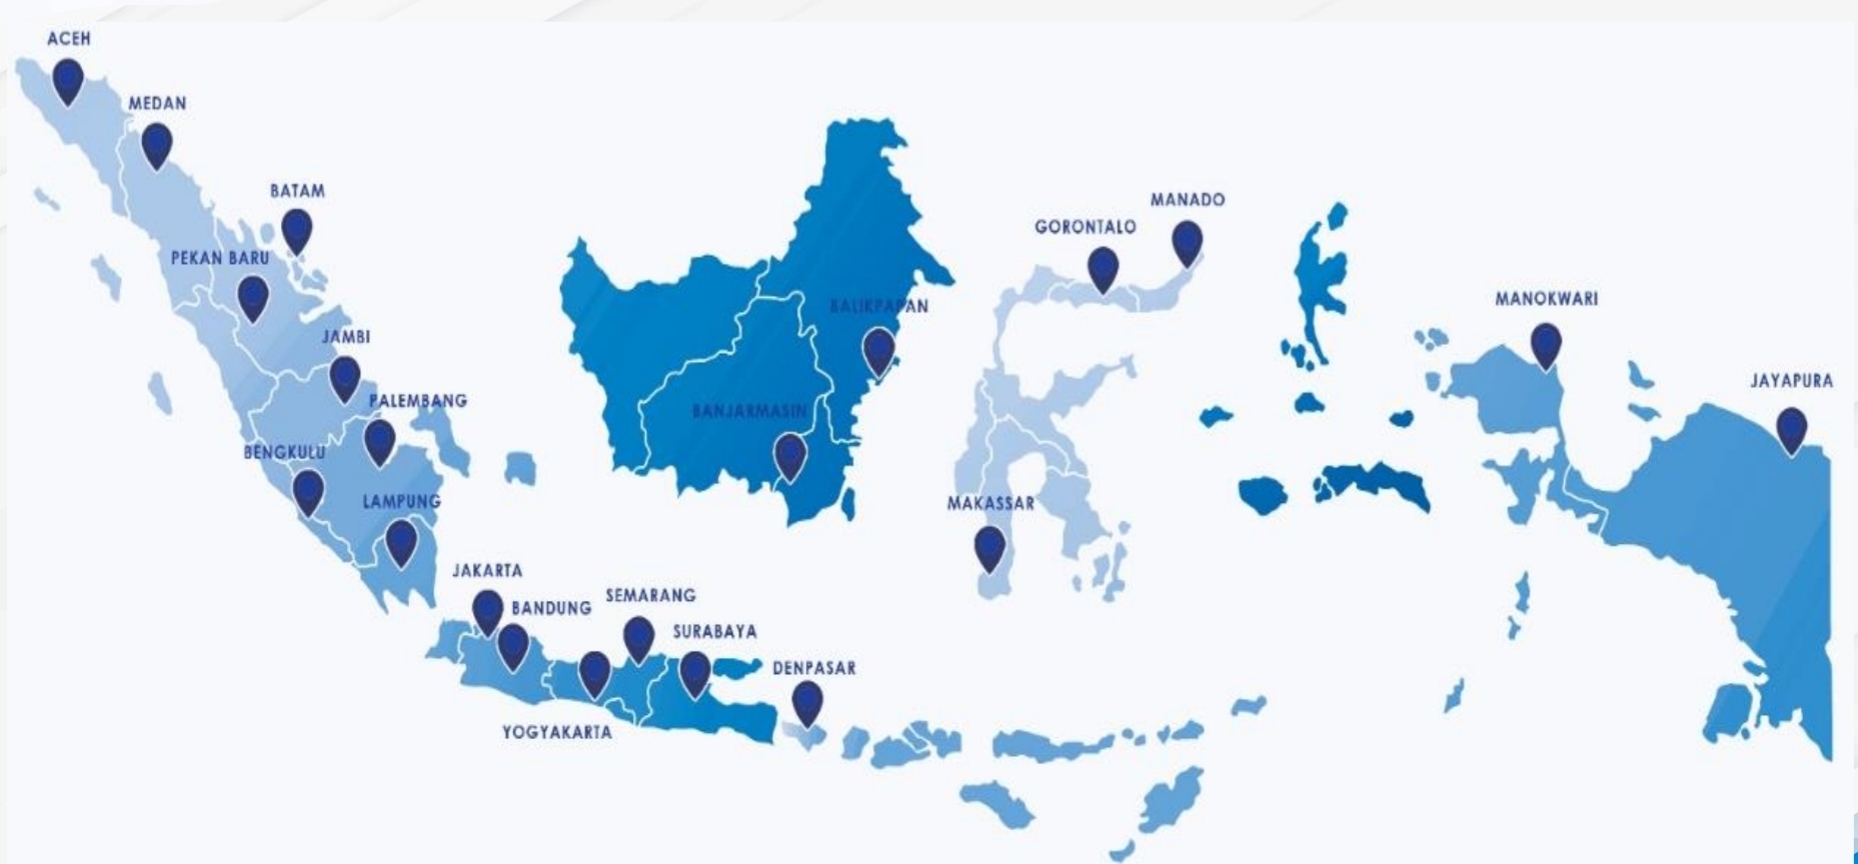 ACEH
MEDAN
BATAM
MANADO
GORONTALO
PEKAN BARU
MANOKWARI
BALIKPAPAN
JAMBI
JAYAPURA
PALEMBANG
BANJARMASIN
BENGKULU
LAMPUNG
MAKASSAR
JAKARTA
SEMARANG
BANDUNG
SURABAYA
DENPASAR
YOGYAKARTA